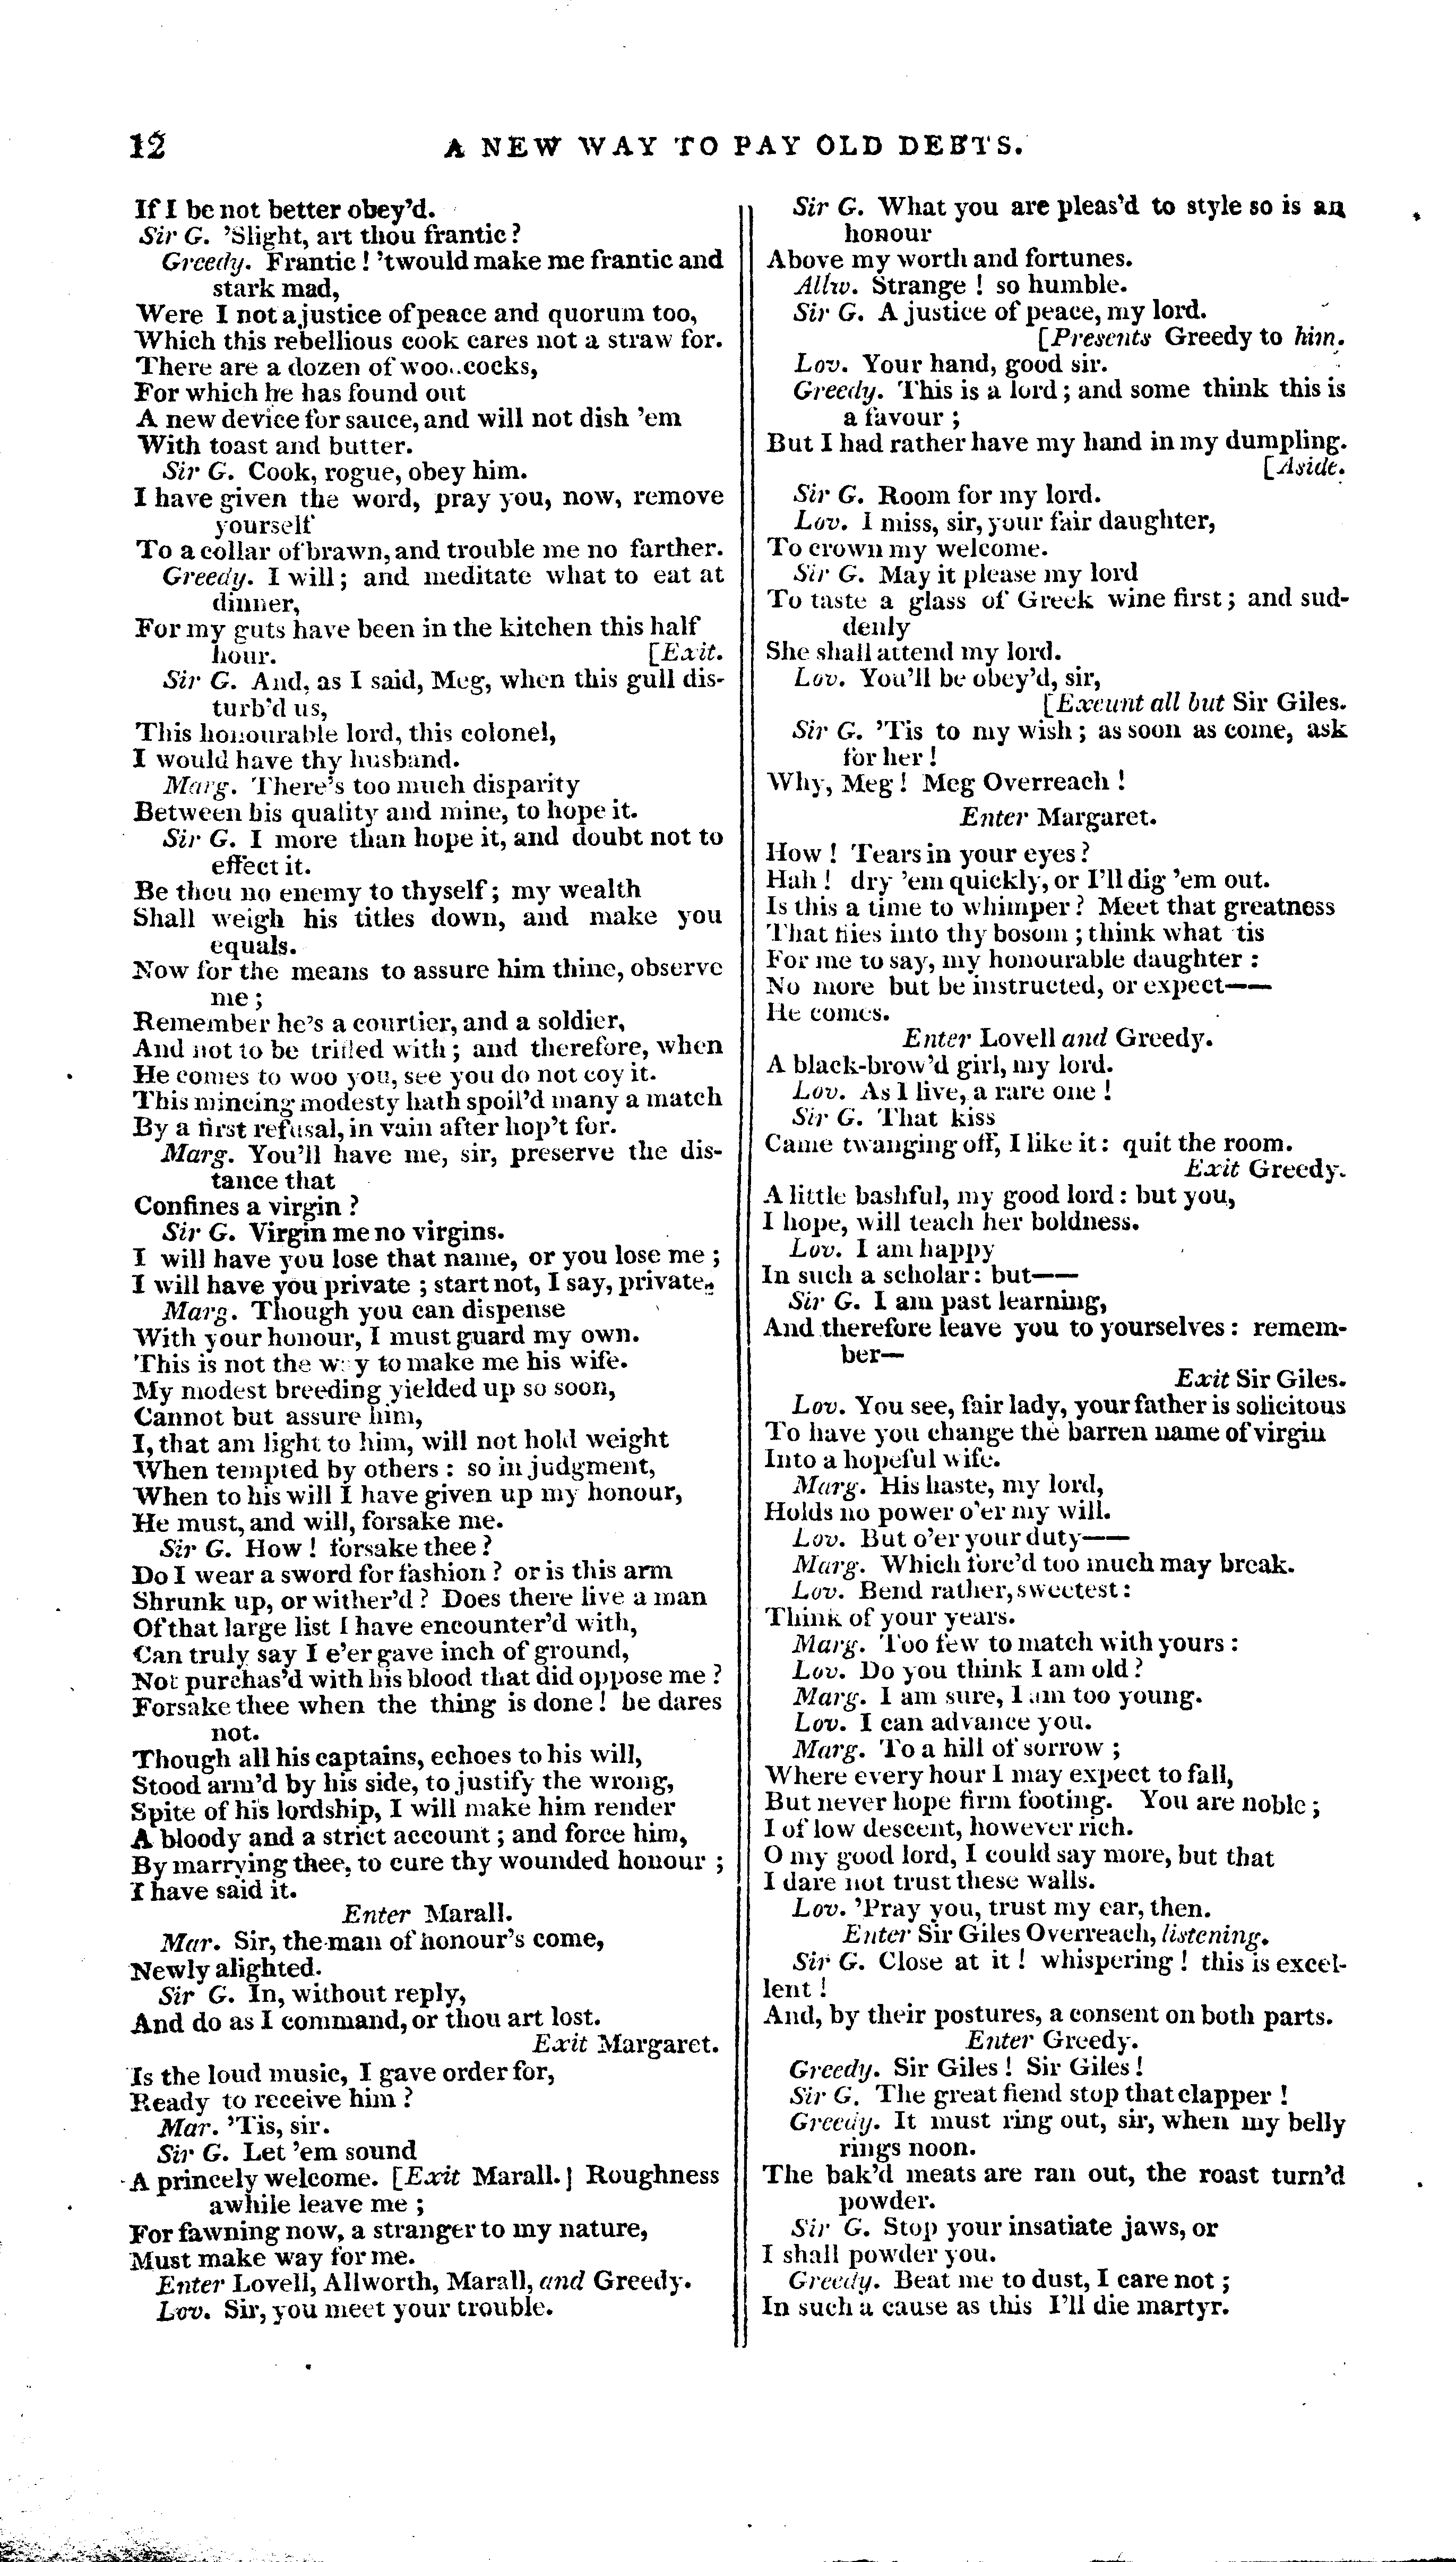 12
A NEW WAY TO PAY OLD DEBTS.
If I be not better obey'd.
Sir G. 'Slight, art thou frantic?
Greedy. Frantic! 'twould make me frantic and
stark mad,
Were I not a justice of peace and quorum too,
Which this rebellious cook cares not a straw for.
There are a dozen of woo..cocks,
For which he has found out
A new device for sauce, and will not dish 'em
With toast and butter.
Sir G. Cook, rogue, obey him.
I have given the word, pray you, now, remove
yourself
To a collar of brawn, and trouble me no farther.
Greedy. I will; and meditate what to eat at
dinner,
For my guts have been in the kitchen this half
hour. [Exit.
Sir G. And, as I said, Meg, when this gull dis-
turb'd us,
This honourable lord, this colonel,
I would have thy husband.
Marg. There's too much disparity
Between his quality and mine, to hope it.
Sir G. I more than hope it, and doubt not to
effect it.
Be thou no enemy to thyself; my wealth
Shall weigh his titles down, and make you
equals.
Now for the means to assure him thine, observe
me;
Remember he's a courtier, and a soldier,
And not to be trifled with; and therefore, when
He comes to woo you, see you do not coy it.
This mincing modesty hath spoil'd many a match
By a first refusal, in vain after hop't for.
Marg. You'll have me, sir, preserve the dis-
tance that
Confines a virgin?
Sir G. Virgin me no virgins.
I will have you lose that name, or you lose me;
I will have you private; start not, I say, private.
Marg. Though you can dispense
With your honour, I must guard my own.
This is not the way to make me his wife.
My modest breeding yielded up so soon,
Cannot but assure him,
I, that am light to him, will not hold weight
When tempted by others: so in judgment,
When to his will I have given up my honour,
He must, and will, forsake me.
Sir G. How! forsake thee?
Do I wear a sword for fashion? or is this arm
Shrunk up, or wither'd? Does there live a man
Of that large list I have encounter'd with,
Can truly say I e'er gave inch of ground,
Not purchas'd with his blood that did oppose me?
Forsake thee when the thing is done! he dares
not.
Though all his captains, echoes to his will,
Stood arm'd by his side, to justify the wrong,
Spite of his lordship, I will make him render
A bloody and a strict account; and force him,
By marrying thee, to cure thy wounded honour;
I have said it.
Enter Marall.
Mar. Sir, the man of honour's come,
Newly alighted.
Sir G. In, without reply,
And do as I command, or thou art lost.
Exit Margaret.
Is the loud music, I gave order for,
Ready to receive him?
Mar. 'Tis, sir.
Sir G. Let 'em sound
A princely welcome. [Exit Marall.] Roughness
awhile leave me;
For fawning now, a stranger to my nature,
Must make way for me.
Enter Lovell, Allworth, Marall, and Greedy.
Lov. Sir, you meet your trouble.
Sir G. What you are pleas'd to style so is an
honour
Above my worth and fortunes.
Allw. Strange! so humble.
Sir G. A justice of peace, my lord.
[Presents Greedy to him.
Lov. Your hand, good sir.
Greedy. This is a lord; and some think this is
a favour;
But I had rather have my hand in my dumpling.
[Aside.
Sir G. Room for my lord.
Lov. I miss, sir, your fair daughter,
To crown my welcome.
Sir G. May it please my lord
To taste a glass of Greek wine first; and sud-
denly
She shall attend my lord.
Lov. You'll be obey'd, sir,
[Exeunt all but Sir Giles.
Sir G. 'Tis to my wish; as soon as come, ask
for her!
Why, Meg! Meg Overreach!
Enter Margaret.
How! Tears in your eyes?
Hah! dry 'em quickly, or I'll dig 'em out.
Is this a time to whimper? Meet that greatness
That flies into thy bosom; think what 'tis
For me to say, my honourable daughter:
No more but be instructed, or expect——
He comes.
Enter Lovell and Greedy.
A black-brow'd girl, my lord.
Lov. As I live, a rare one!
Sir G. That kiss
Came twanging off, I like it: quit the room.
Exit Greedy.
A little bashful, my good lord: but you,
I hope, will teach her boldness.
Lov. I am happy
In such a scholar: but——
Sir G. I am past learning,
And therefore leave you to yourselves: remem-
ber—
Exit Sir Giles.
Lov. You see, fair lady, your father is solicitous
To have you change the barren name of virgin
Into a hopeful wife.
Marg. His haste, my lord,
Holds no power o'er my will.
Lov. But o'er your duty——
Marg. Which forc'd too much may break.
Lov. Bend rather, sweetest:
Think of your years.
Marg. Too few to match with yours:
Lov. Do you think I am old?
Marg. I am sure, I am too young.
Lov. I can advance you.
Marg. To a hill of sorrow;
Where every hour I may expect to fall,
But never hope firm footing. You are noble;
I of low descent, however rich.
O my good lord, I could say more, but that
I dare not trust these walls.
Lov. 'Pray you, trust my ear, then.
Enter Sir Giles Overreach, listening.
Sir G. Close at it! whispering! this is excel-
lent!
And, by their postures, a consent on both parts.
Enter Greedy.
Greedy. Sir Giles! Sir Giles!
Sir G. The great fiend stop that clapper!
Greedy. It must ring out, sir, when my belly
rings noon.
The bak'd meats are ran out, the roast turn'd
powder.
Sir G. Stop your insatiate jaws, or
I shall powder you.
Greedy. Beat me to dust, I care not;
In such a cause as this I'll die martyr.